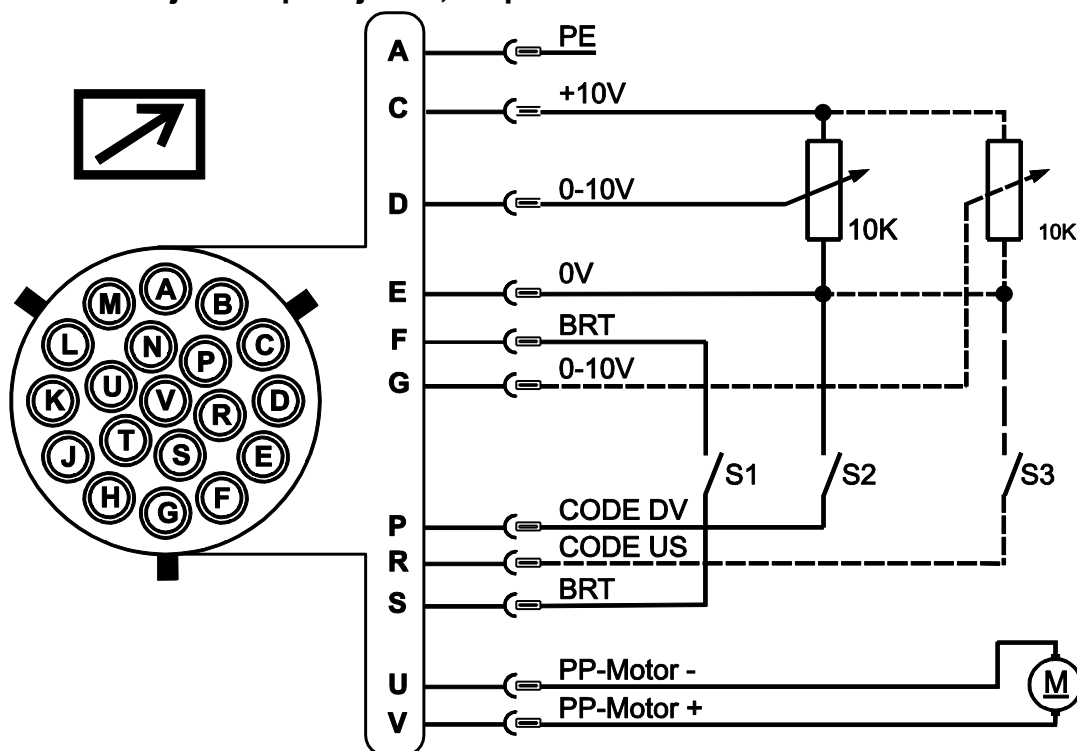 A PE
C +10V
D 0-10V
10K
10K
E 0V
F BRT
G 0-10V
S1
S2
S3
P CODE DV
R CODE US
S BRT
U PP-Motor -
V PP-Motor +
M
A
M
B
L
N
P
C
K
U
V
R
D
J
T
S
E
H
G
F